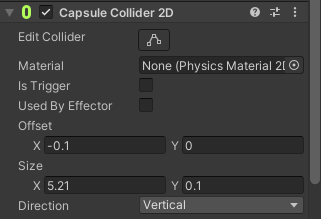 Capsule Collider 2D
Edit Collider
Material None (Physics Material 2D
Is Trigger
Used By Effector
Offset
X -0.1 Y 0
Size
X 5.21 Y 0.1
Direction Vertical